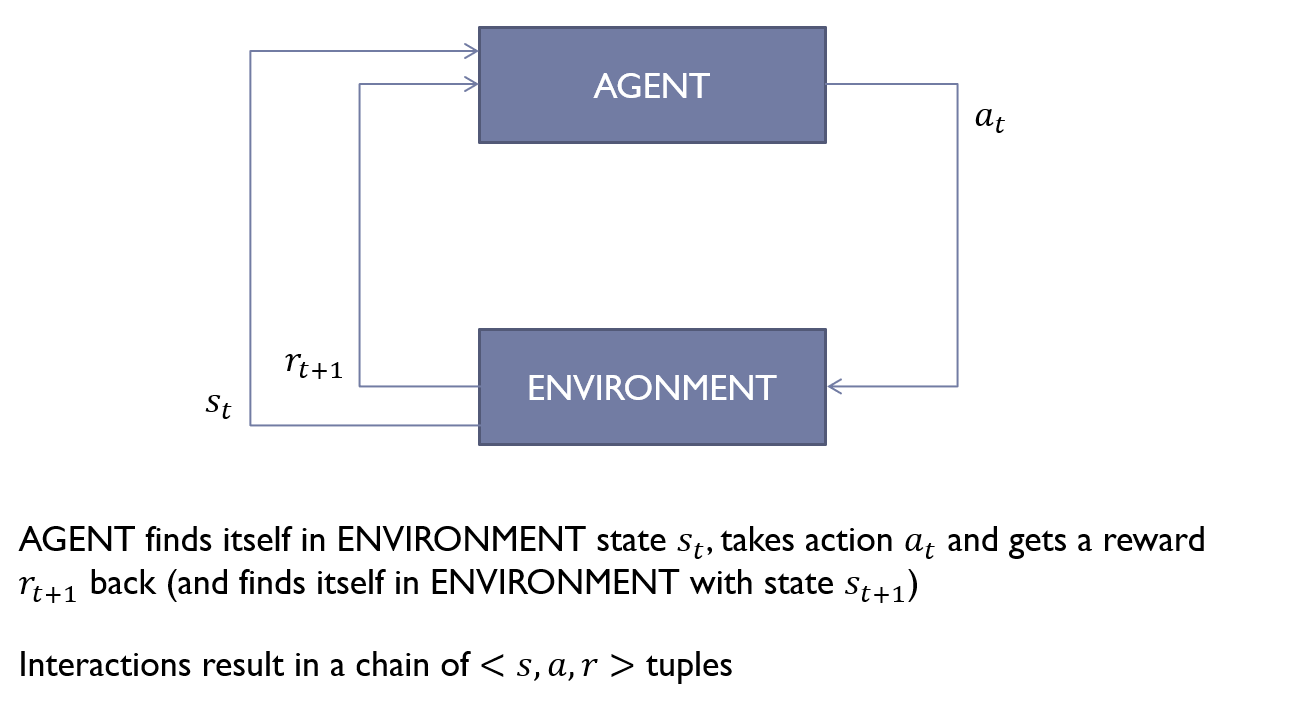 AGENT
a_t
r_{t+1}
ENVIRONMENT
s_t
AGENT finds itself in ENVIRONMENT state s_t, takes action a_t and gets a reward
r_{t+1} back (and finds itself in ENVIRONMENT with state s_{t+1})
Interactions result in a chain of < s, a, r > tuples